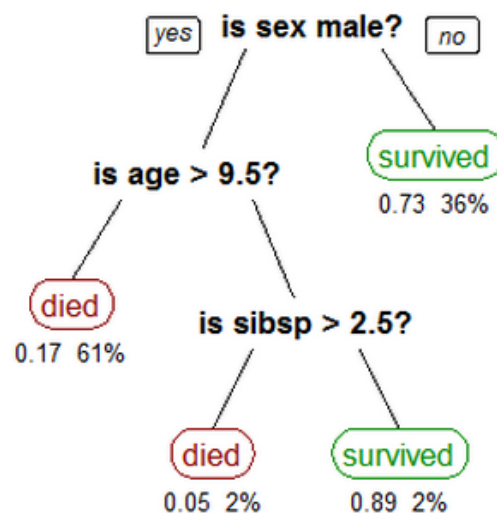 yes is sex male? no
survived
is age > 9.5?
0.73 36%
died
is sibsp > 2.5?
0.17 61%
died survived
0.05 2% 0.89 2%